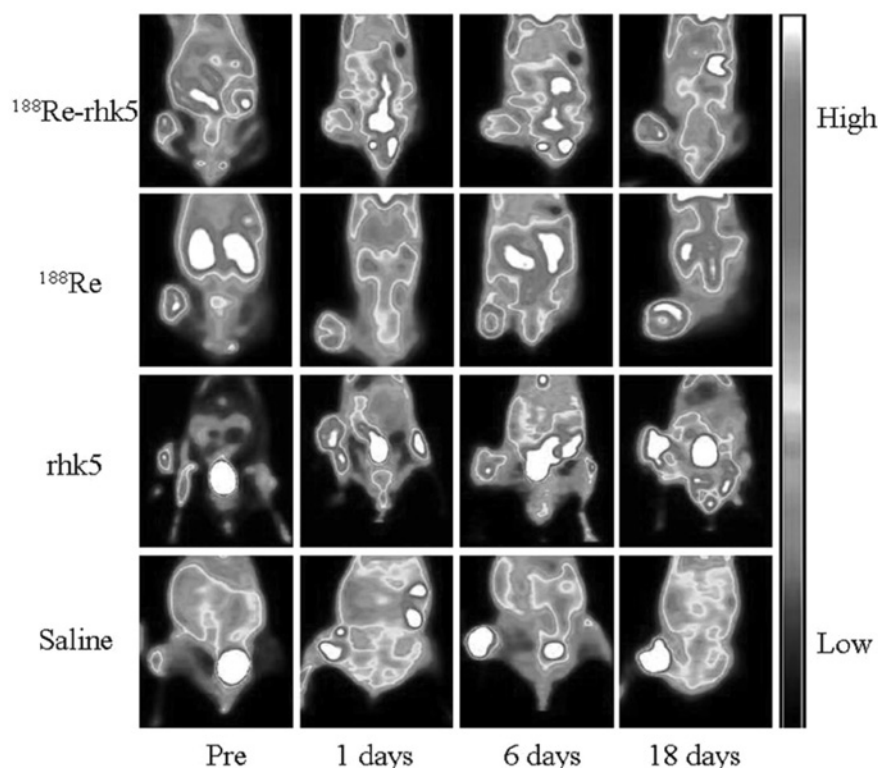 ¹⁸⁸Re-rhk5
High
¹⁸⁸Re
rhk5
Saline
Low
Pre 1 days 6 days 18 days